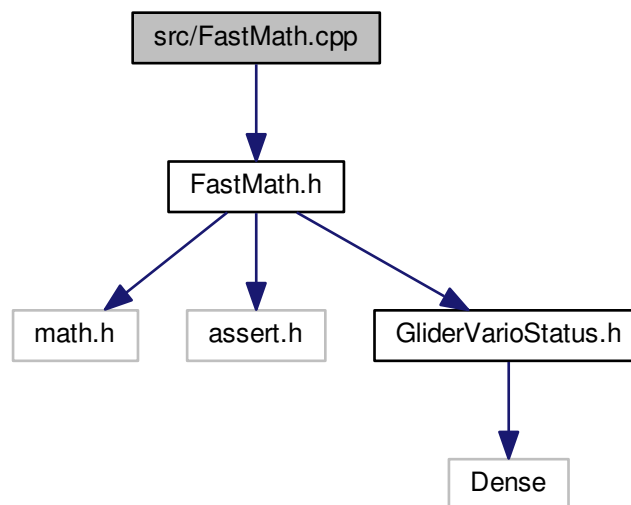 src/FastMath.cpp
FastMath.h
math.h
assert.h
GliderVarioStatus.h
Dense